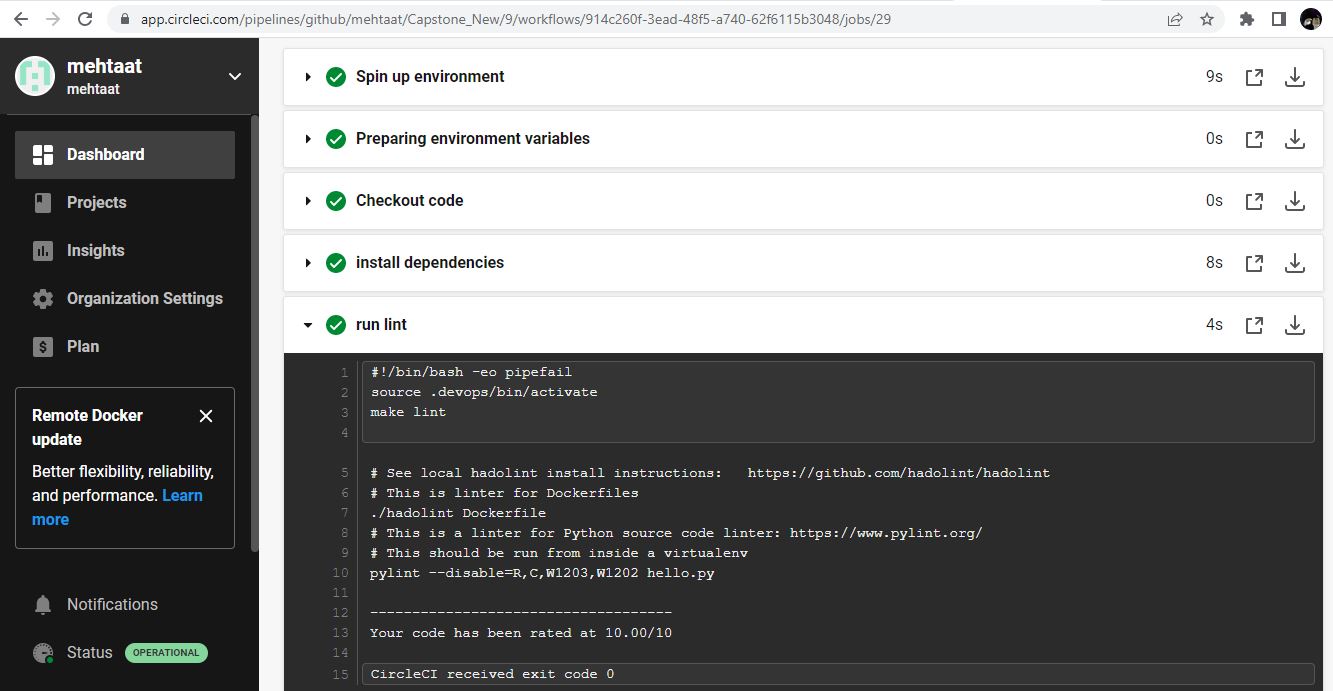 app.circleci.com/pipelines/github/mehtaat/Capstone_New/9/workflows/914c260f-3ead-48f5-a740-62f6115b3048/jobs/29
mehtaat
mehtaat
Dashboard
Projects
Insights
Organization Settings
Plan
Remote Docker
update
Better flexibility, reliability,
and performance. Learn
more
Notifications
Status OPERATIONAL
Spin up environment 9s
Preparing environment variables 0s
Checkout code 0s
install dependencies 8s
run lint 4s
1 #!/bin/bash -eo pipefail
2 source .devops/bin/activate
3 make lint
4
5 # See local hadolint install instructions:   https://github.com/hadolint/hadolint
6 # This is linter for Dockerfiles
7 ./hadolint Dockerfile
8 # This is a linter for Python source code linter: https://www.pylint.org/
9 # This should be run from inside a virtualenv
10 pylint --disable=R,C,W1203,W1202 hello.py
11
12 ------------------------------------
13 Your code has been rated at 10.00/10
14
15 CircleCI received exit code 0